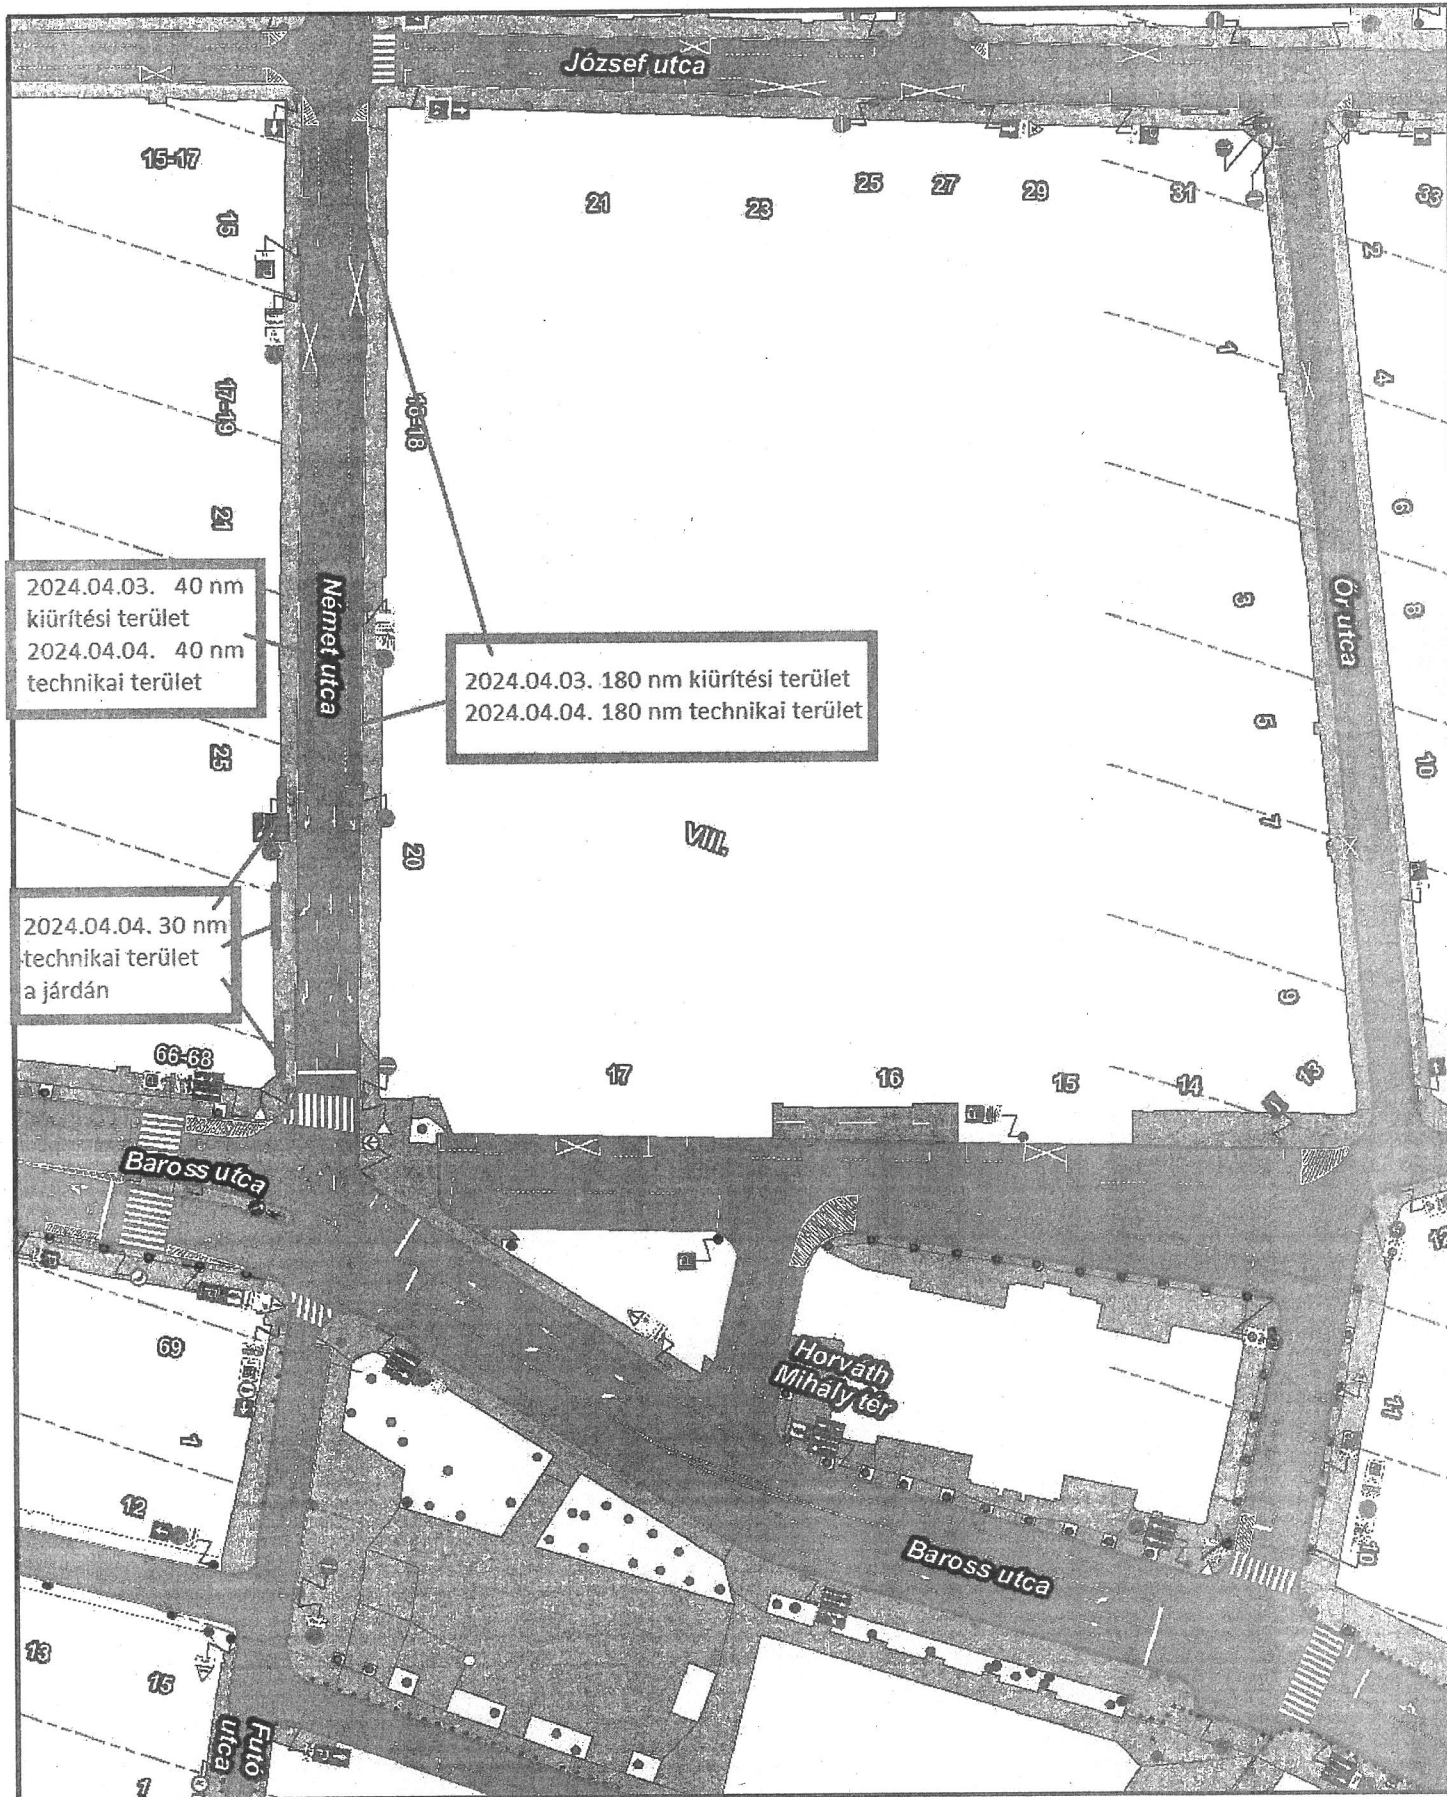 József utca
15-17
21
23
25
27
29
31
33
15
2
1
4
17-19
16-18
21
6
2024.04.03. 40 nm
kiürítési terület
2024.04.04. 40 nm
technikai terület
Német utca
3
Őr utca
8
2024.04.03. 180 nm kiürítési terület
2024.04.04. 180 nm technikai terület
5
25
10
7
VIII.
20
2024.04.04. 30 nm
technikai terület
a járdán
9
66-68
17
16
15
14
13
Baross utca
12
69
Horváth
Mihály tér
11
1
12
10
Baross utca
13
15
Futó
utca
1